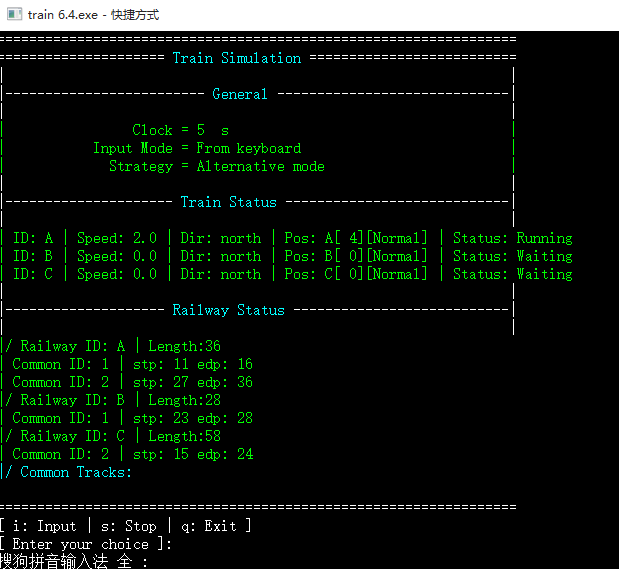 train 6.4.exe - 快捷方式
=================================================================
===================== Train Simulation ==========================
|                                                               |
|------------------------- General -----------------------------|
|                                                               |
| Clock = 5  s |
| Input Mode = From keyboard |
| Strategy = Alternative mode |
|                                                               |
|--------------------- Train Status ----------------------------|
|                                                               |
| ID: A | Speed: 2.0 | Dir: north | Pos: A[ 4][Normal] | Status: Running
| ID: B | Speed: 0.0 | Dir: north | Pos: B[ 0][Normal] | Status: Waiting
| ID: C | Speed: 0.0 | Dir: north | Pos: C[ 0][Normal] | Status: Waiting
|                                                               |
|-------------------- Railway Status ---------------------------|
|                                                               |
|/ Railway ID: A | Length:36
| Common ID: 1 | stp: 11 edp: 16
| Common ID: 2 | stp: 27 edp: 36
|/ Railway ID: B | Length:28
| Common ID: 1 | stp: 23 edp: 28
|/ Railway ID: C | Length:58
| Common ID: 2 | stp: 15 edp: 24
|/ Common Tracks:
=================================================================
[ i: Input | s: Stop | q: Exit ]
[ Enter your choice ]:
搜狗拼音输入法 全 :